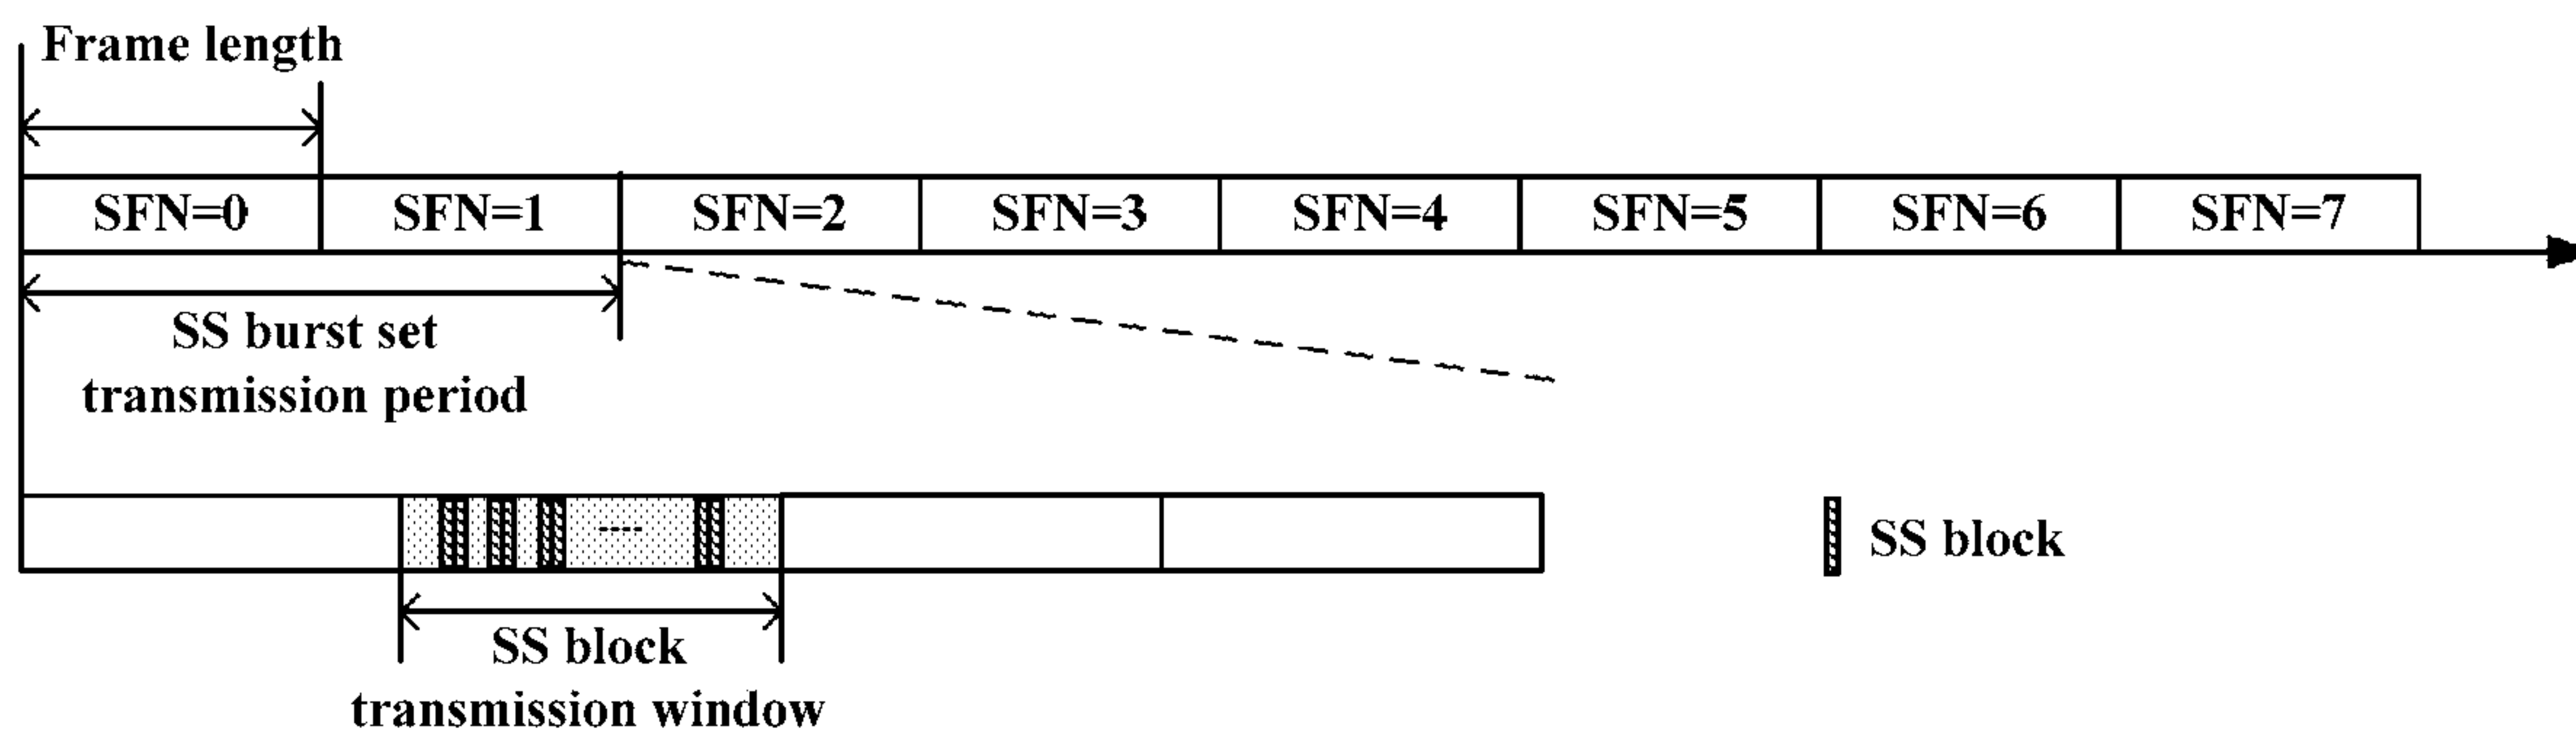 Frame length
SFN=0 SFN=1 SFN=2 SFN=3 SFN=4 SFN=5 SFN=6 SFN=7
SS burst set
transmission period
----
SS block
SS block
transmission window